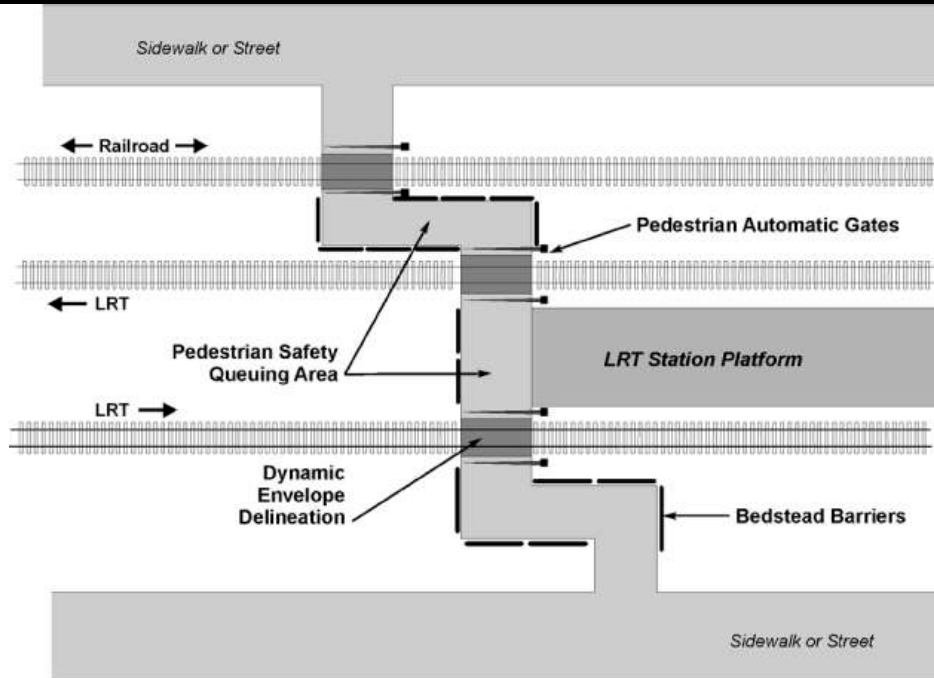 Sidewalk or Street
Railroad
Pedestrian Automatic Gates
LRT
Pedestrian Safety
Queuing Area
LRT Station Platform
LRT
Dynamic
Envelope
Delineation
Bedstead Barriers
Sidewalk or Street